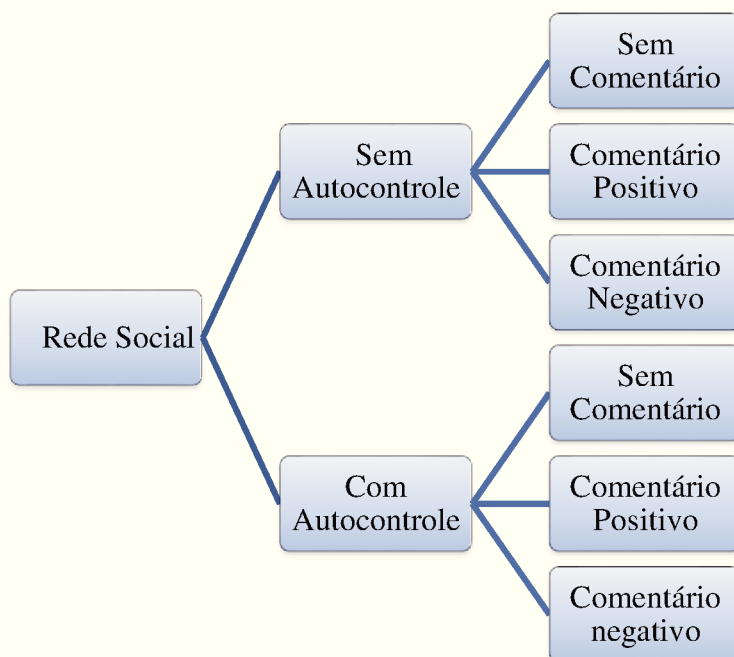 Rede Social
Sem
Autocontrole
Sem
Comentário
Comentário
Positivo
Comentário
Negativo
Com
Autocontrole
Sem
Comentário
Comentário
Positivo
Comentário
negativo